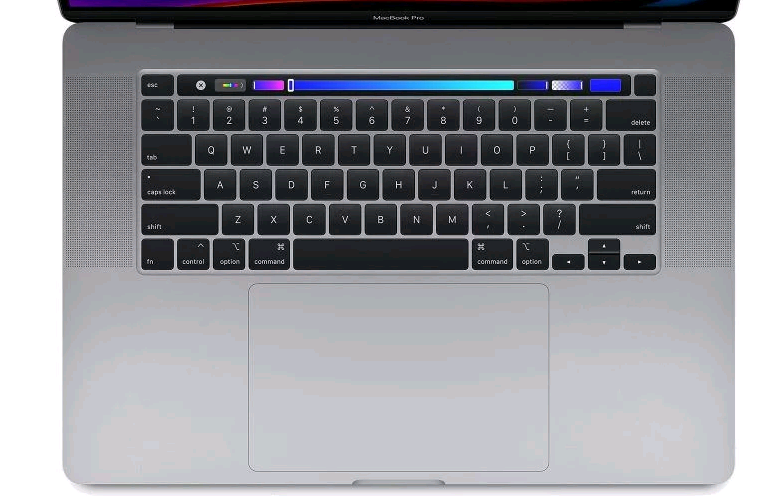 MacBook Pro
esc
~ ! @ # $ % ^ & * ( ) — +
` 1 2 3 4 5 6 7 8 9 0 - = delete
tab Q W E R T Y U I O P { [ } ] | \
caps lock A S D F G H J K L : ; " ' return
shift Z X C V B N M < , > . ? / shift
fn control option command command option